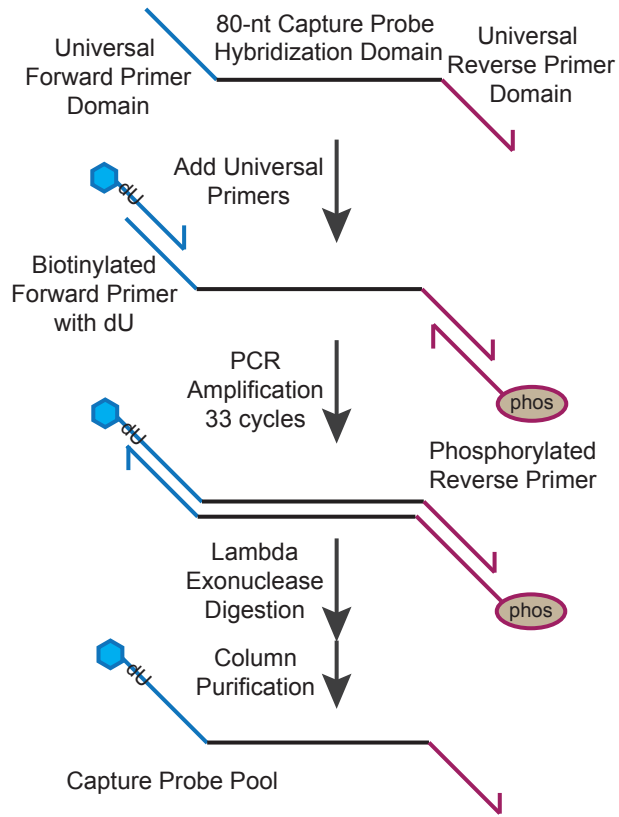 Universal
Forward Primer
Domain
80-nt Capture Probe
Hybridization Domain
Universal
Reverse Primer
Domain
Add Universal
Primers
dU
Biotinylated
Forward Primer
with dU
PCR
Amplification
33 cycles
phos
dU
Phosphorylated
Reverse Primer
Lambda
Exonuclease
Digestion
phos
Column
Purification
dU
Capture Probe Pool